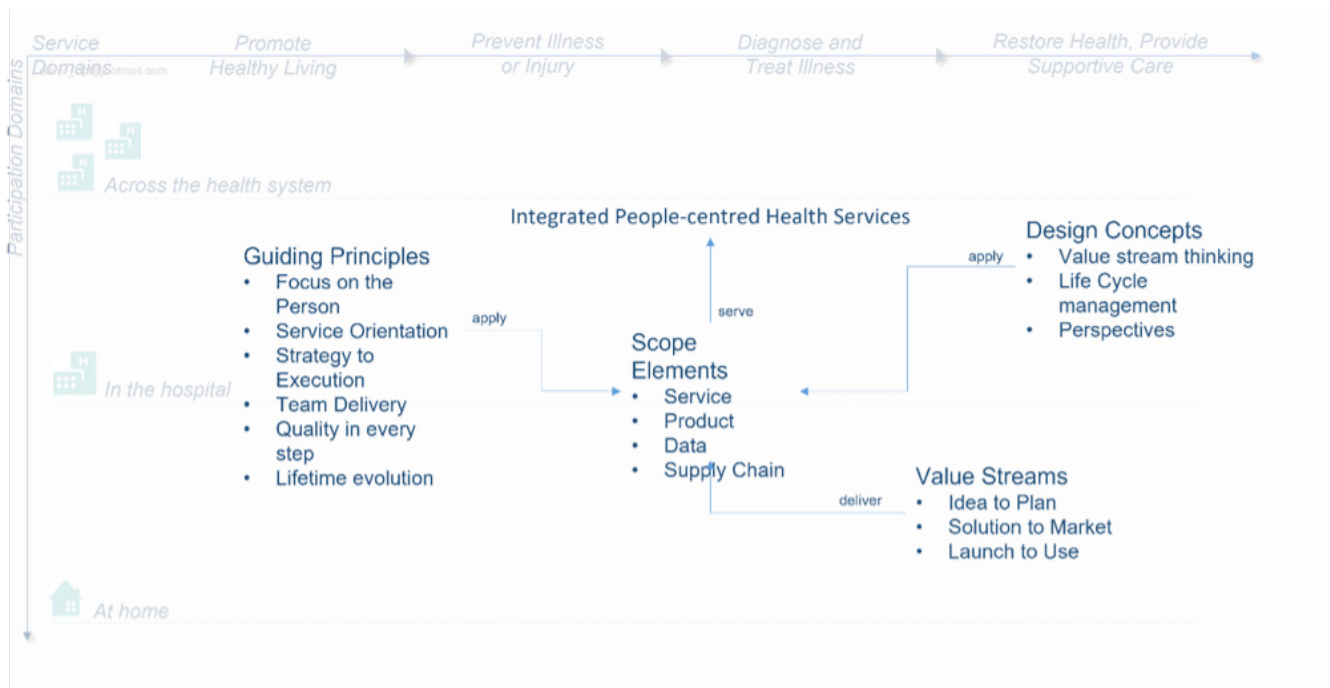 Service
Domains
Promote
Healthy Living
Prevent Illness
or Injury
Diagnose and
Treat Illness
Restore Health, Provide
Supportive Care
Participation Domains
Across the health system
Integrated People-centred Health Services
Guiding Principles
• Focus on the
Person
• Service Orientation
• Strategy to
Execution
• Team Delivery
• Quality in every
step
• Lifetime evolution
apply
serve
apply
Design Concepts
• Value stream thinking
• Life Cycle
management
• Perspectives
Scope
Elements
• Service
• Product
• Data
• Supply Chain
In the hospital
deliver
Value Streams
• Idea to Plan
• Solution to Market
• Launch to Use
At home
H
H
H
H